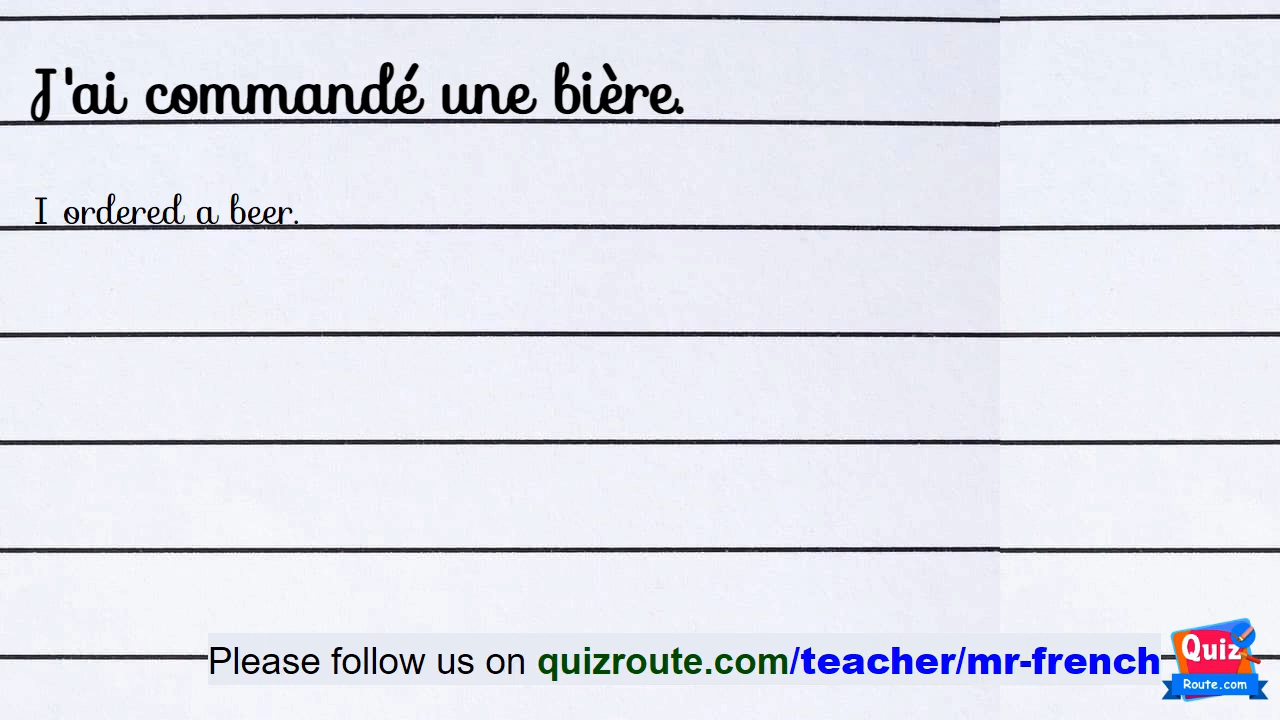 J'ai commandé une bière.
I ordered a beer.
Please follow us on quizroute.com/teacher/mr-french
Quiz
Route.com